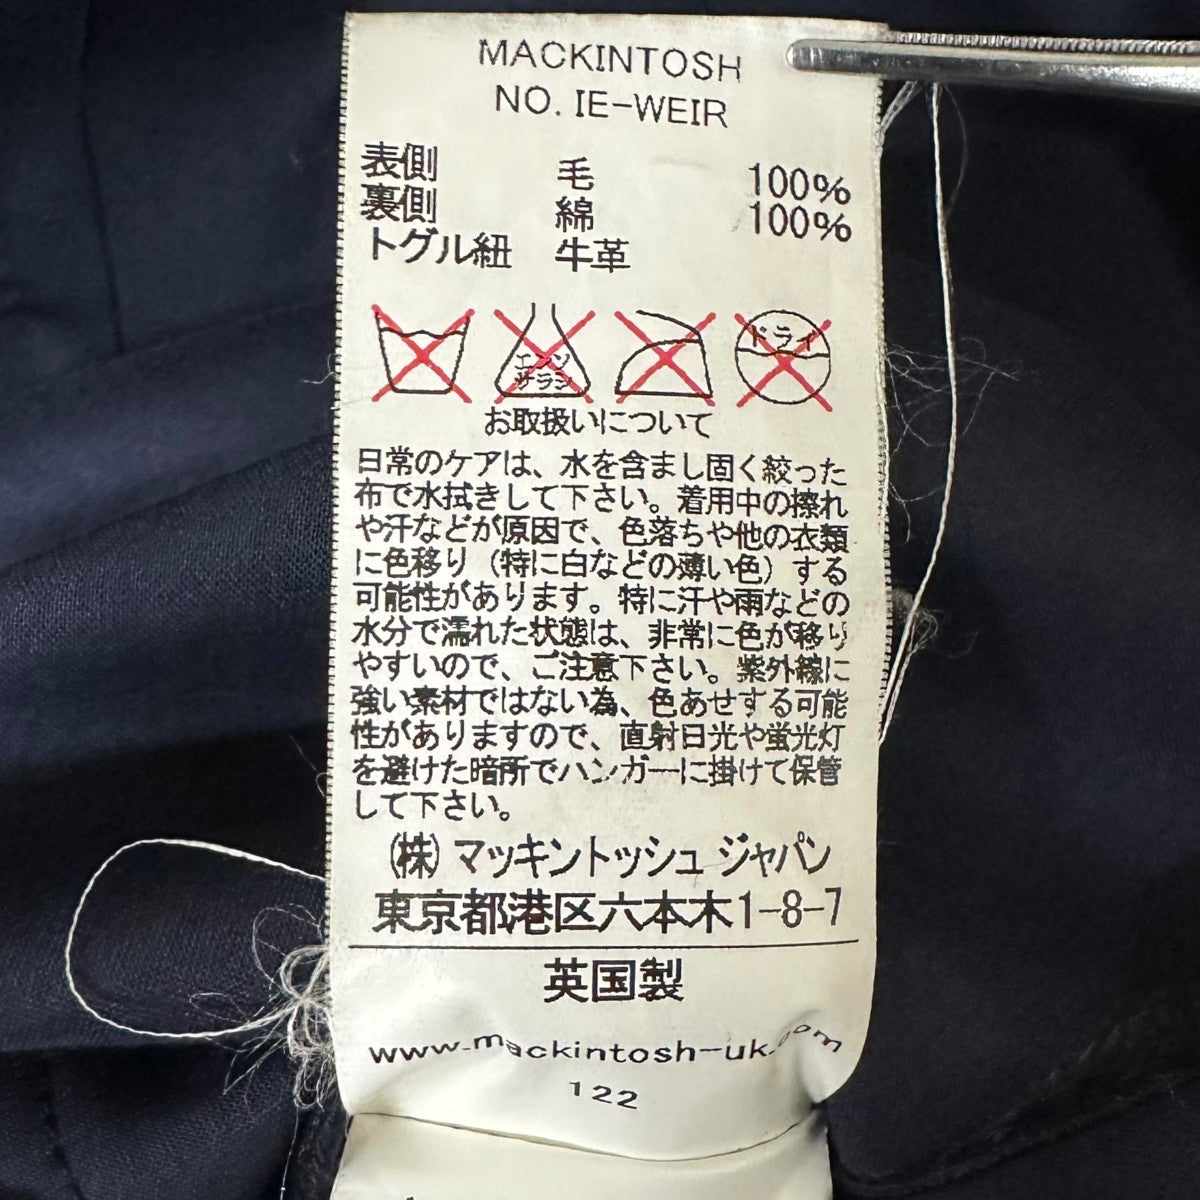 MACKINTOSH
NO. IE-WEIR
表側 毛 100%
裏側 綿 100%
トグル紐 牛革
エンソ
サラシ
ドライ
お取扱いについて
日常のケアは、水を含まし固く絞った
布で水拭きして下さい。着用中の擦れ
や汗などが原因で、色落ちや他の衣類
に色移り（特に白などの薄い色）する
可能性があります。特に汗や雨などの
水分で濡れた状態は、非常に色が移り
やすいので、ご注意下さい。紫外線に
強い素材ではない為、色あせする可能
性がありますので、直射日光や蛍光灯
を避けた暗所でハンガーに掛けて保管
して下さい。
(株)マッキントッシュ ジャパン
東京都港区六本木1-8-7
英国製
www.mackintosh-uk.com
122